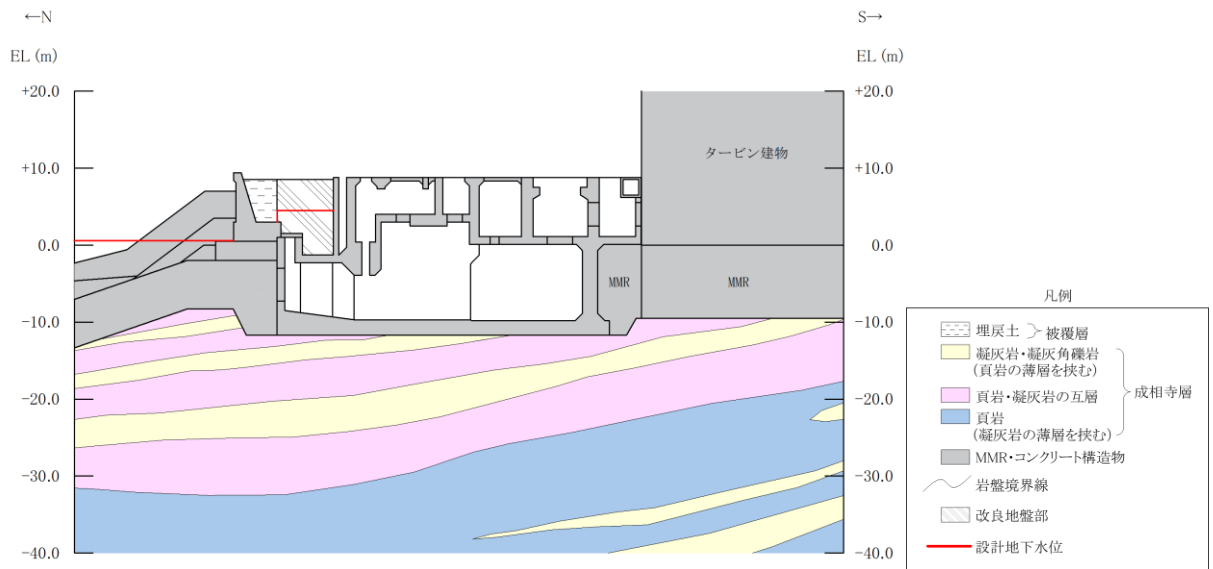 ←N
S→
EL (m)
EL (m)
+20.0
+20.0
タービン建物
+10.0
+10.0
0.0
0.0
MMR
MMR
-10.0
-10.0
-20.0
-20.0
-30.0
-30.0
-40.0
-40.0
凡例
埋戻土
被覆層
凝灰岩・凝灰角礫岩
(頁岩の薄層を挟む)
頁岩・凝灰岩の互層
成相寺層
頁岩
(凝灰岩の薄層を挟む)
MMR・コンクリート構造物
岩盤境界線
改良地盤部
設計地下水位